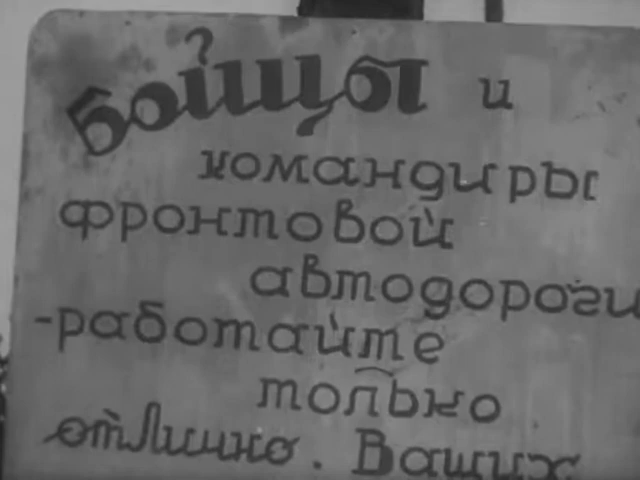 Бойцы и
командиры
фронтовой
автодороги
-работайте
только
отлично. Ваших